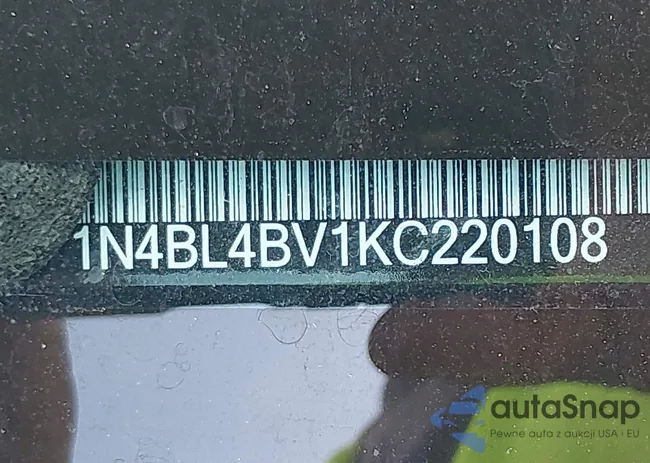 1N4BL4BV1KC220108
autaSnap
Pewne auta z aukcji USA i EU